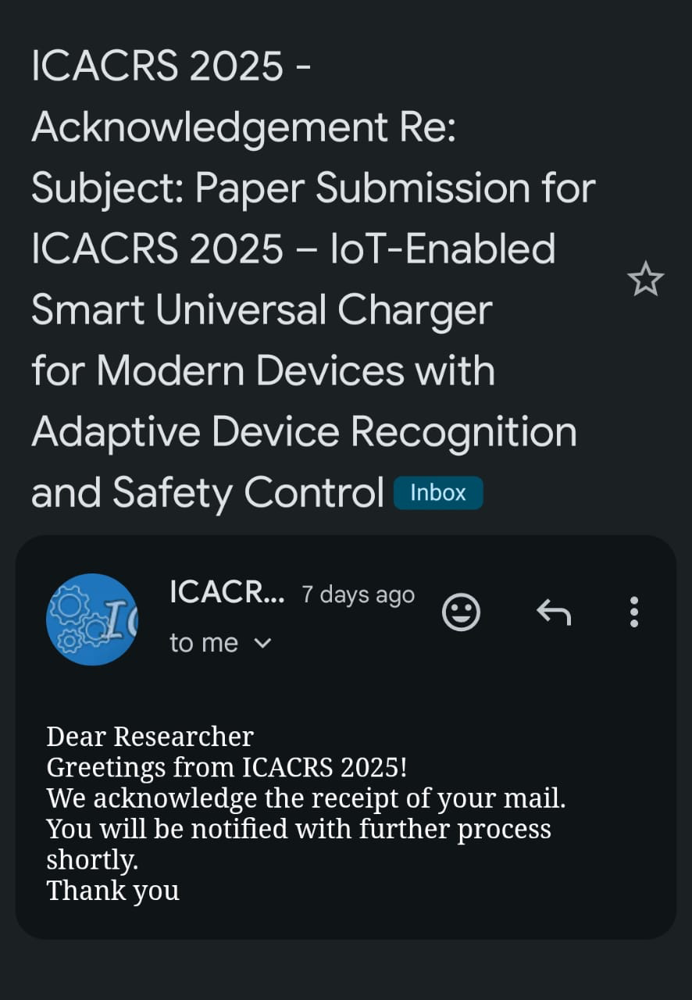 ICACRS 2025 -
Acknowledgement Re:
Subject: Paper Submission for
ICACRS 2025 – IoT-Enabled
Smart Universal Charger
for Modern Devices with
Adaptive Device Recognition
and Safety Control Inbox
ICACR... 7 days ago
to me
Dear Researcher
Greetings from ICACRS 2025!
We acknowledge the receipt of your mail.
You will be notified with further process
shortly.
Thank you